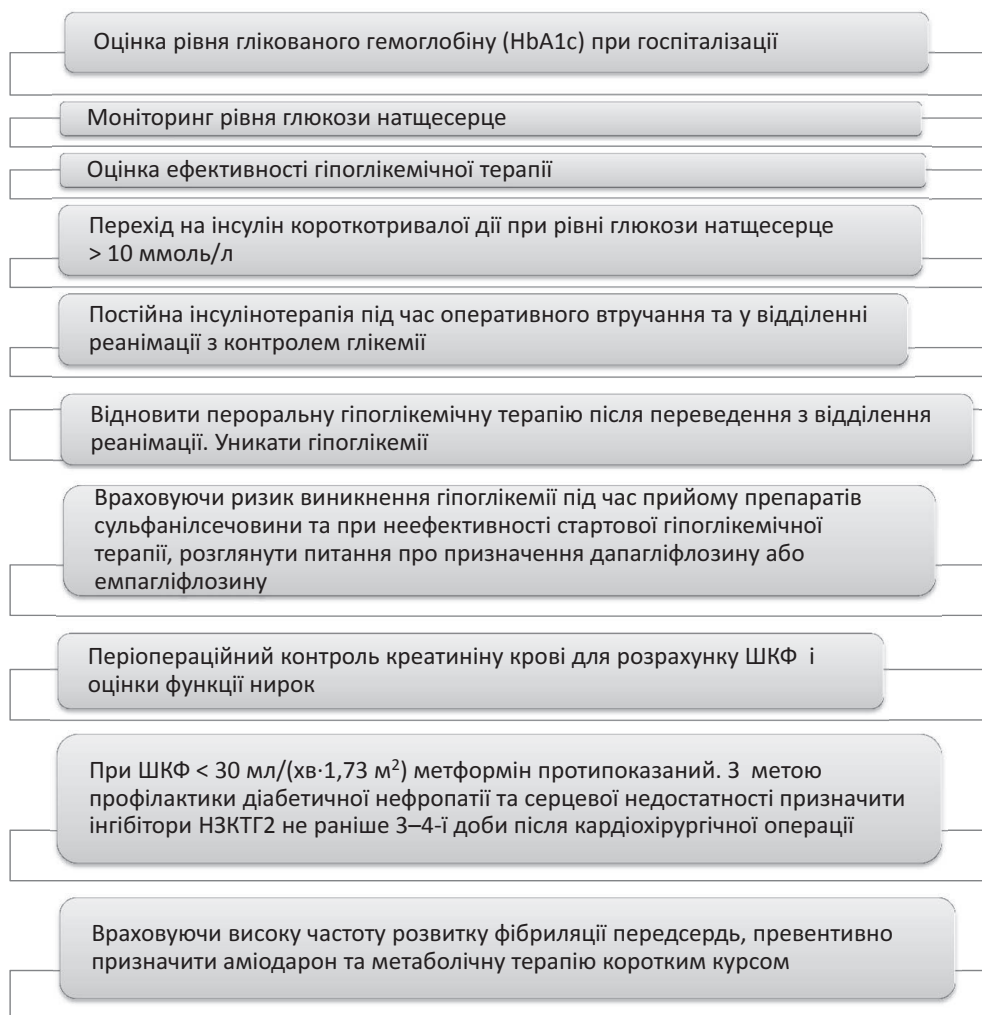 Оцінка рівня глікованого гемоглобіну (HbA1c) при госпіталізації
Моніторинг рівня глюкози натщесерце
Оцінка ефективності гіпоглікемічної терапії
Перехід на інсулін короткотривалої дії при рівні глюкози натщесерце
> 10 ммоль/л
Постійна інсулінотерапія під час оперативного втручання та у відділенні
реанімації з контролем глікемії
Відновити пероральну гіпоглікемічну терапію після переведення з відділення
реанімації. Уникати гіпоглікемії
Враховуючи ризик виникнення гіпоглікемії під час прийому препаратів
сульфанілсечовини та при неефективності стартової гіпоглікемічної
терапії, розглянути питання про призначення дапагліфлозину або
емпагліфлозину
Періопераційний контроль креатиніну крові для розрахунку ШКФ і
оцінки функції нирок
При ШКФ < 30 мл/(хв·1,73 м²) метформін протипоказаний. З метою
профілактики діабетичної нефропатії та серцевої недостатності призначити
інгібітори НЗКТГ2 не раніше 3–4-ї доби після кардіохірургічної операції
Враховуючи високу частоту розвитку фібриляції передсердь, превентивно
призначити аміодарон та метаболічну терапію коротким курсом